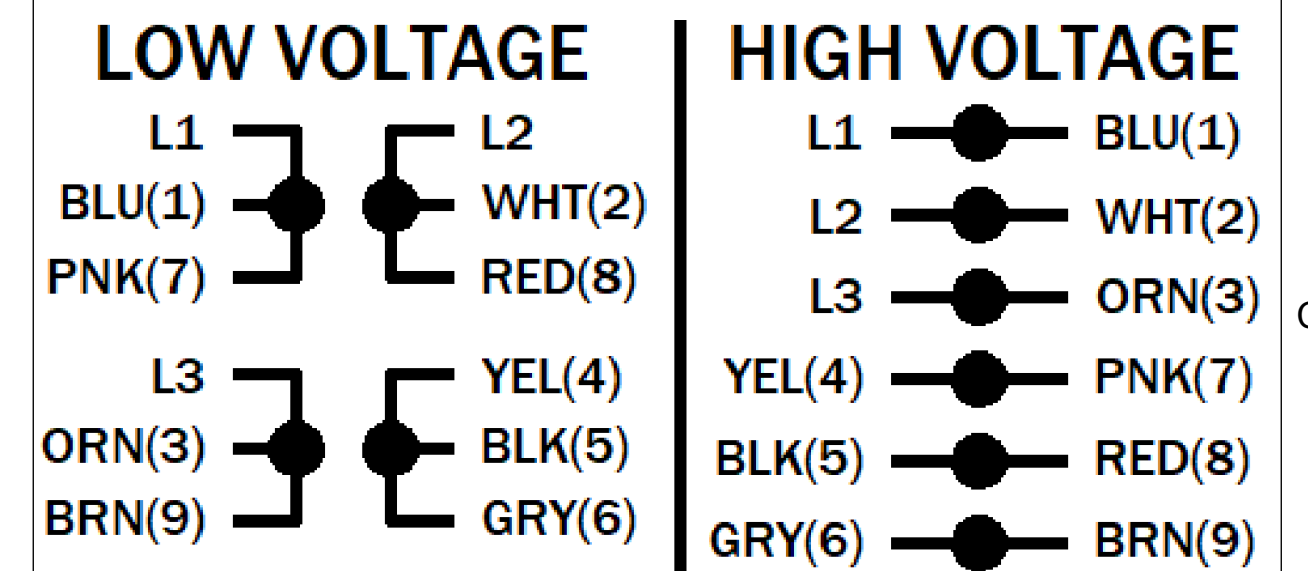 LOW VOLTAGE
L1
L2
BLU(1)
WHT(2)
PNK(7)
RED(8)
L3
YEL(4)
ORN(3)
BLK(5)
BRN(9)
GRY(6)
HIGH VOLTAGE
L1 BLU(1)
L2 WHT(2)
L3 ORN(3)
YEL(4) PNK(7)
BLK(5) RED(8)
GRY(6) BRN(9)